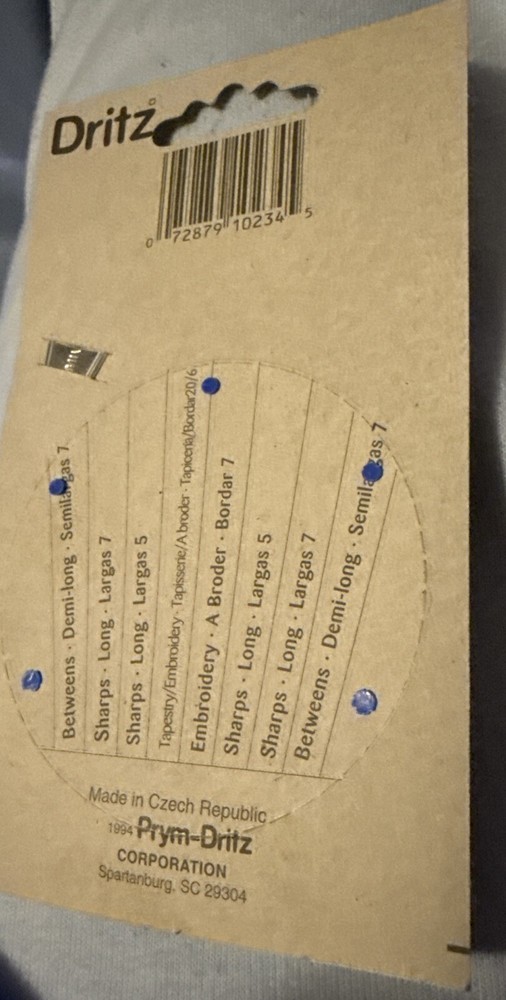 Dritz®
0 72879 10234 5
Betweens · Demi-long · Semilargas 7
Sharps · Long · Largas 7
Sharps · Long · Largas 5
Tapestry/Embroidery · Tapisserie/A broder · Tapiceria/Bordar 20/6
Embroidery · A Broder · Bordar 7
Sharps · Long · Largas 5
Sharps · Long · Largas 7
Betweens · Demi-long · Semilargas 7
Made in Czech Republic
1994 Prym-Dritz
CORPORATION
Spartanburg, SC 29304